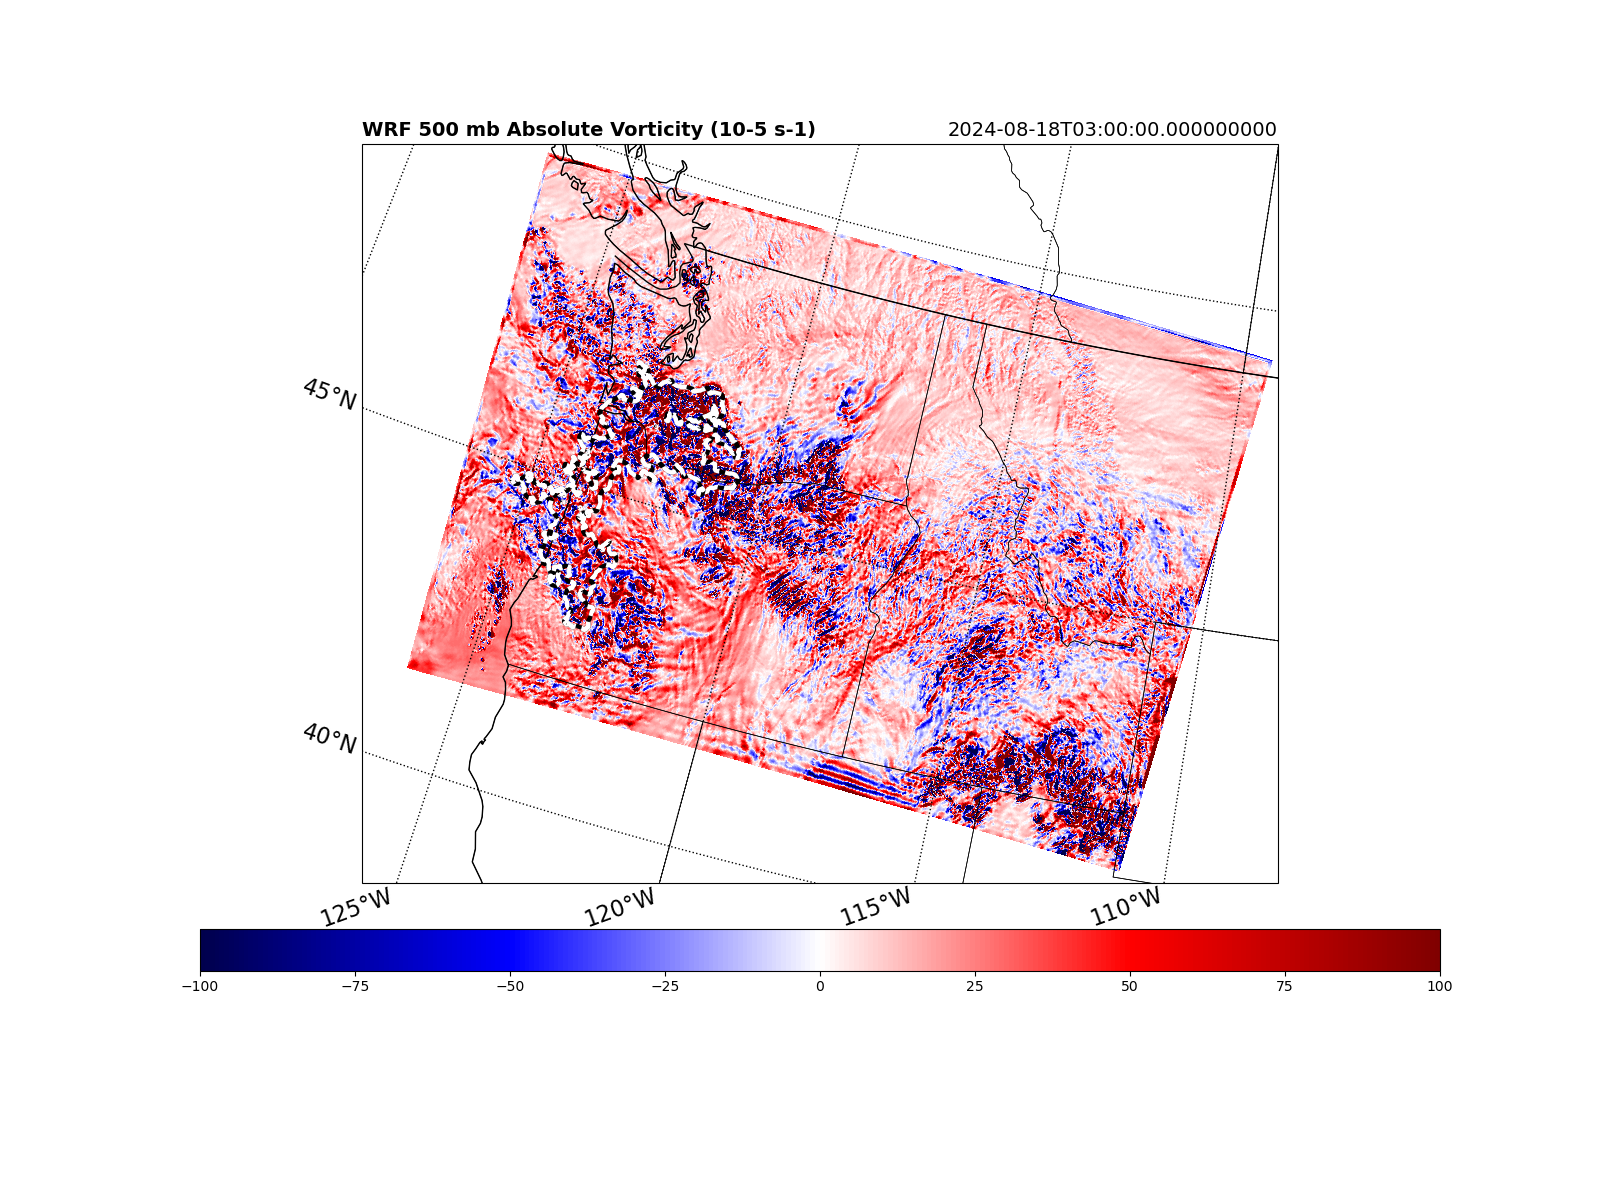 WRF 500 mb Absolute Vorticity (10-5 s-1) 2024-08-18T03:00:00.000000000
45°N
40°N
125°W 120°W 115°W 110°W
−100 −75 −50 −25 0 25 50 75 100